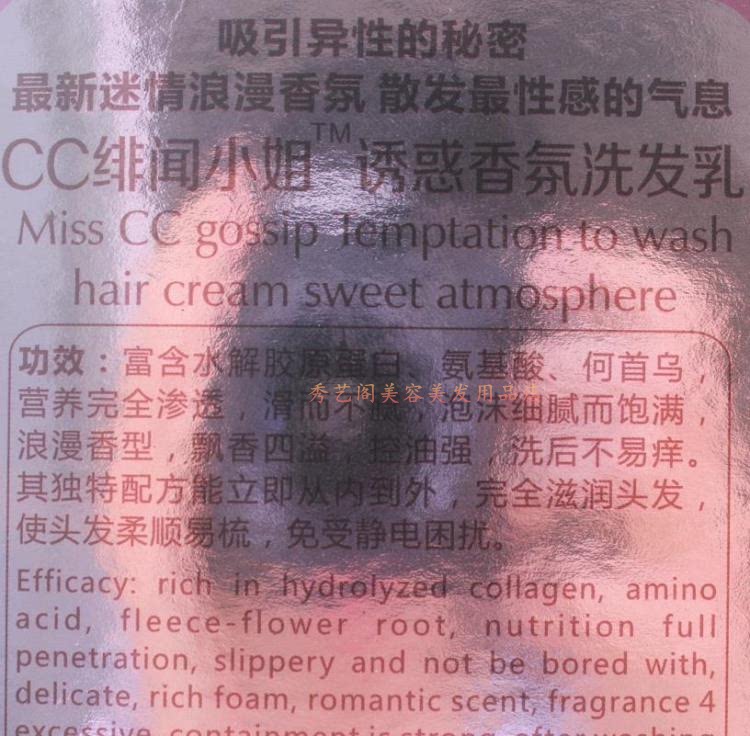 吸引异性的秘密
最新迷情浪漫香氛 散发最性感的气息
CC绯闻小姐™诱惑香氛洗发乳
Miss CC gossip Temptation to wash
hair cream sweet atmosphere
功效：富含水解胶原蛋白、氨基酸、何首乌，
秀艺阁美容美发用品
营养完全渗透，滑而不腻，泡沫细腻而饱满，
浪漫香型，飘香四溢，控油强，洗后不易痒。
其独特配方能立即从内到外，完全滋润头发，
使头发柔顺易梳，免受静电困扰。
Efficacy: rich in hydrolyzed collagen, amino
acid, fleece-flower root, nutrition full
penetration, slippery and not be bored with,
delicate, rich foam, romantic scent, fragrance 4
excessive, containment is strong, after washing